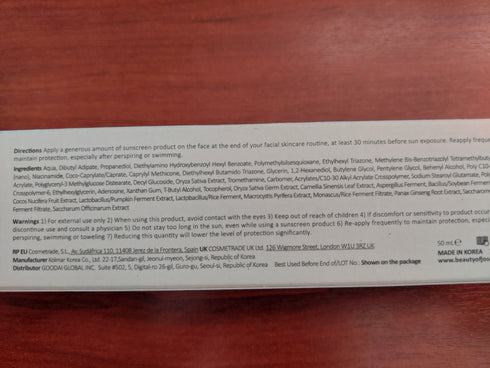 Directions Apply a generous amount of sunscreen product on the face at the end of your facial skincare routine, at least 30 minutes before sun exposure. Reapply freque
maintain protection, especially after perspiring or swimming.
Ingredients Aqua, Dibutyl Adipate, Propanediol, Diethylamino Hydroxybenzoyl Hexyl Benzoate, Polymethylsilsesquioxane, Ethylhexyl Triazone, Methylene Bis-Benzotriazolyl Tetramethylbut
(nano), Niacinamide, Coco-Caprylate/Caprate, Caprylyl Methicone, Diethylhexyl Butamido Triazone, Glycerin, 1,2-Hexanediol, Butylene Glycol, Pentylene Glycol, Behenyl Alcohol, Poly C10-
Acrylate, Polyglyceryl-3 Methylglucose Distearate, Decyl Glucoside, Oryza Sativa Extract, Tromethamine, Carbomer, Acrylates/C10-30 Alkyl Acrylate Crosspolymer, Sodium Stearoyl Glutamate, Poly
Crosspolymer-6, Ethylhexylglycerin, Adenosine, Xanthan Gum, T-Butyl Alcohol, Tocopherol, Oryza Sativa Germ Extract, Camellia Sinensis Leaf Extract, Aspergillus Ferment, Bacillus/Soybean Fermen
Cocos Nucifera Fruit Extract, Lactobacillus/Pumpkin Ferment Extract, Lactobacillus/Rice Ferment, Macrocystis Pyrifera Extract, Monascus/Rice Ferment Filtrate, Panax Ginseng Root Extract, Saccharom
Ferment Filtrate, Saccharum Officinarum Extract
Warnings 1) For external use only 2) When using this product, avoid contact with the eyes 3) Keep out of reach of children 4) If discomfort or sensitivity to product occur
discontinue use and consult a physician 5) Do not stay too long in the sun, even while using a sunscreen product 6) Re-apply frequently to maintain protection, especi
perspiring, swimming or toweling 7) Reducing this quantity will lower the level of protection significantly.
RP EU Cosmetrade, S.L., Av. Sudáfrica 110, 11408 Jerez de la Frontera, Spain UK COSMETRADE UK Ltd. 126 Wigmore Street, London W1U 3RZ UK
Manufacturer Kolmar Korea Co., Ltd. 22-17,Sandan-gil, Jeonui-myeon, Sejong-si, Republic of Korea
Distributor GOODAI GLOBAL INC. Suite #502, 5, Digital-ro 26-gil, Guro-gu, Seoul-si, Republic of Korea Best Used Before End of/LOT No.: Shown on the package
50 ml ℮
MADE IN KOREA
www.beautyofjos